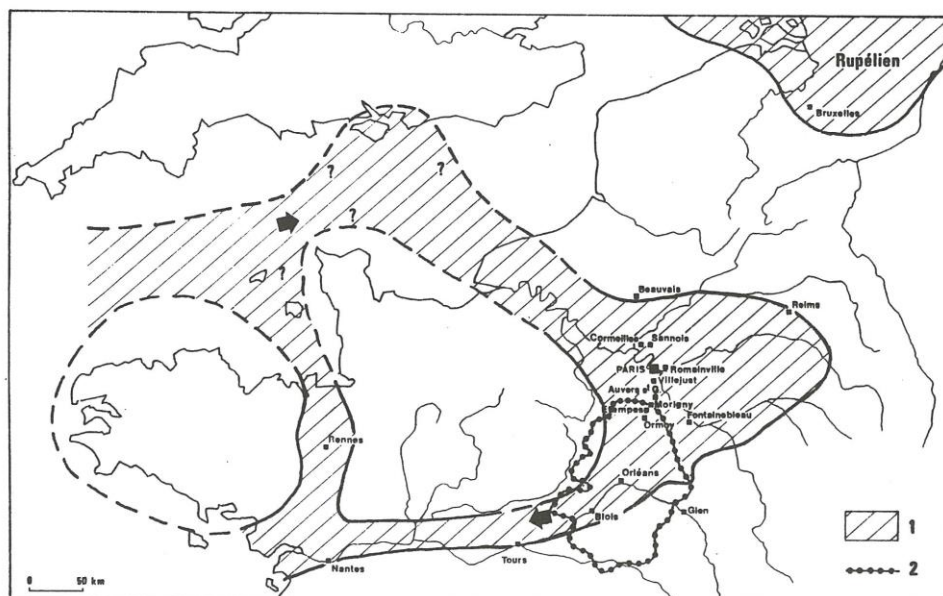 Rupélien
Bruxelles
?
?
?
?
Beauvais
Reims
Cormeilles
Sannois
PARIS
Romainville
Villejust
Auvers
Etampes
Morigny
Fontainebleau
Ormoy
Rennes
Orléans
Blois
Gien
Tours
Nantes
0 50 km
1
2